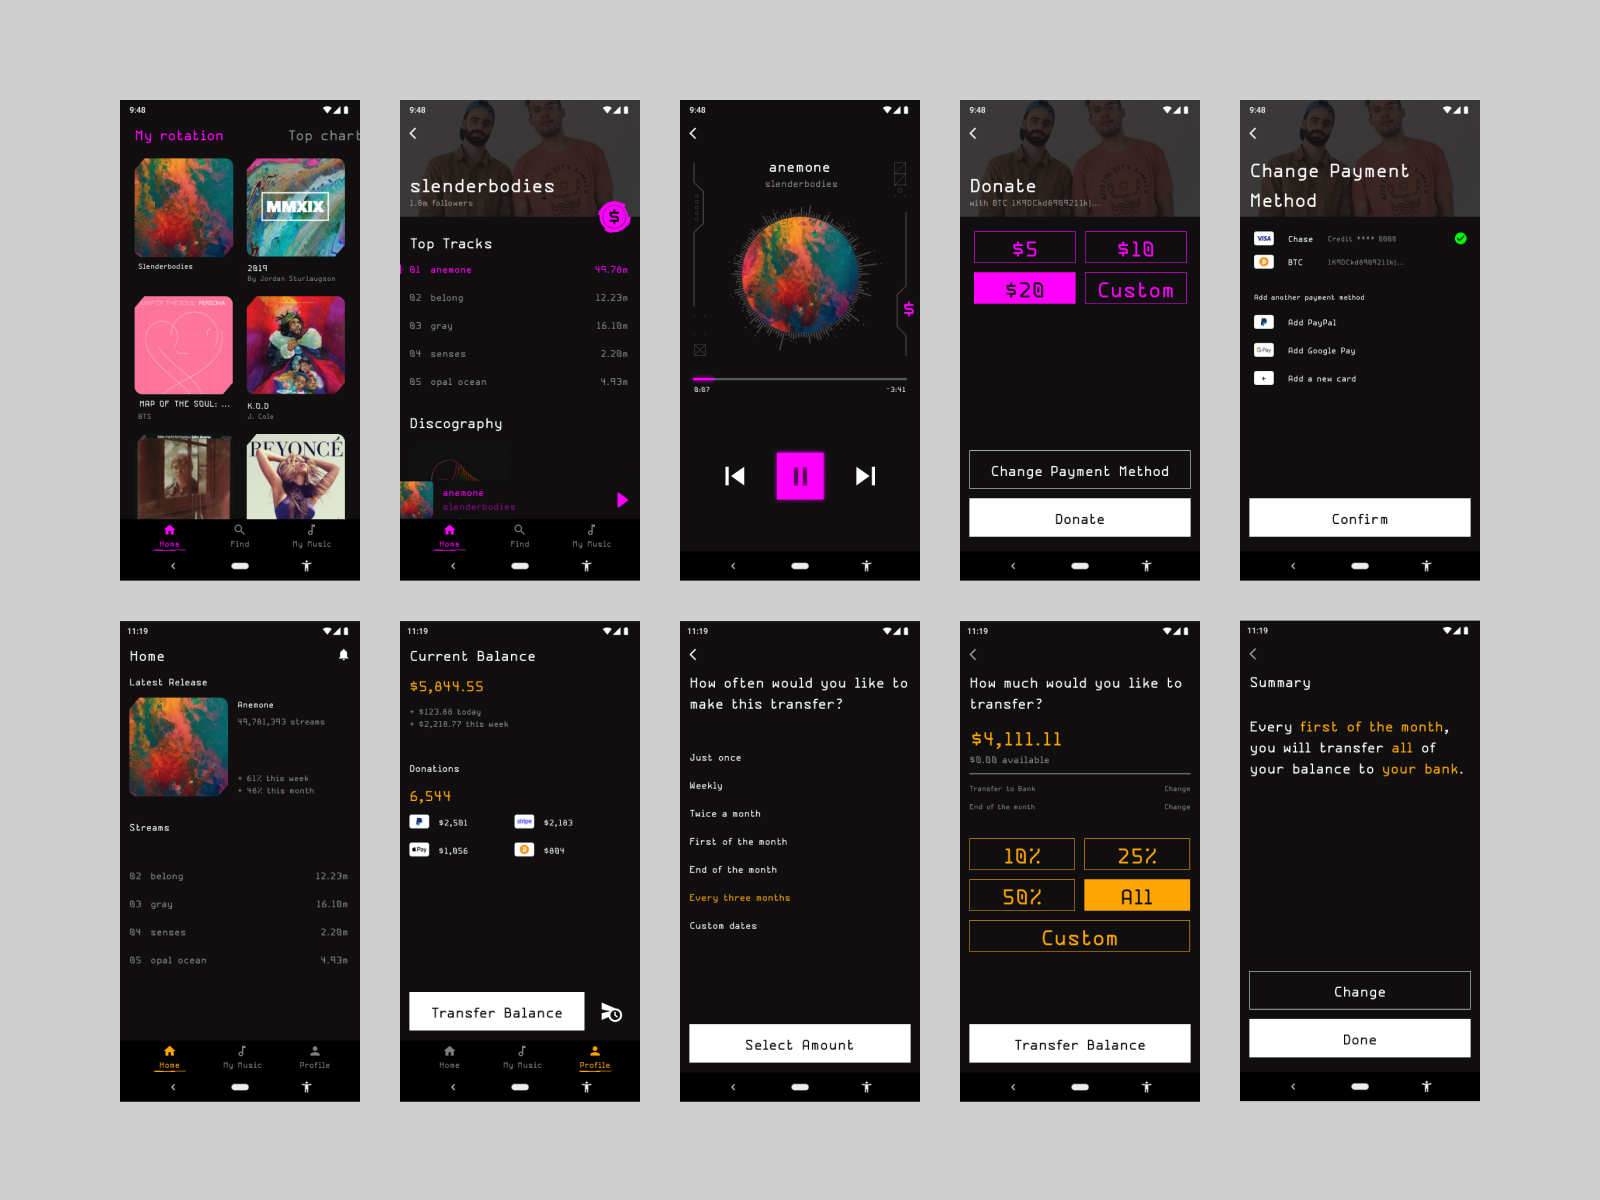 9:48
My rotation
Top chart
MMXIX
Slenderbodies
2019
By Jordan Sturlaugson
MAP OF THE SOUL: PERSONA
MAP OF THE SOUL: ...
BTS
K.O.D
J. Cole
BEYONCÉ
Home
Find
My Music
9:48
slenderbodies
1.8m followers
$
Top Tracks
01 anemone 49.78m
02 belong 12.23m
03 gray 16.10m
04 senses 2.20m
05 opal ocean 4.93m
Discography
anemone
slenderbodies
Home
Find
My Music
9:48
anemone
slenderbodies
$
0:07
-3:41
9:48
Donate
with BTC 1K9DCkd8909211kj...
$5
$10
$20
Custom
Change Payment Method
Donate
9:48
Change Payment
Method
VISA Chase Credit **** 0000
BTC 1K9DCkd8909211kj...
Add another payment method
Add PayPal
G Pay Add Google Pay
+ Add a new card
Confirm
11:19
Home
Latest Release
Anemone
49,781,393 streams
+ 61% this week
+ 48% this month
Streams
02 belong 12.23m
03 gray 16.10m
04 senses 2.20m
05 opal ocean 4.93m
Home
My Music
Profile
11:19
Current Balance
$5,844.55
+ $123.80 today
+ $2,218.77 this week
Donations
6,544
$2,501
stripe $2,183
Pay $1,056
$804
Transfer Balance
Home
My Music
Profile
11:19
How often would you like to
make this transfer?
Just once
Weekly
Twice a month
First of the month
End of the month
Every three months
Custom dates
Select Amount
11:19
How much would you like to
transfer?
$4,111.11
$0.00 available
Transfer to Bank Change
End of the month Change
10%
25%
50%
All
Custom
Transfer Balance
11:19
Summary
Every first of the month,
you will transfer all of
your balance to your bank.
Change
Done